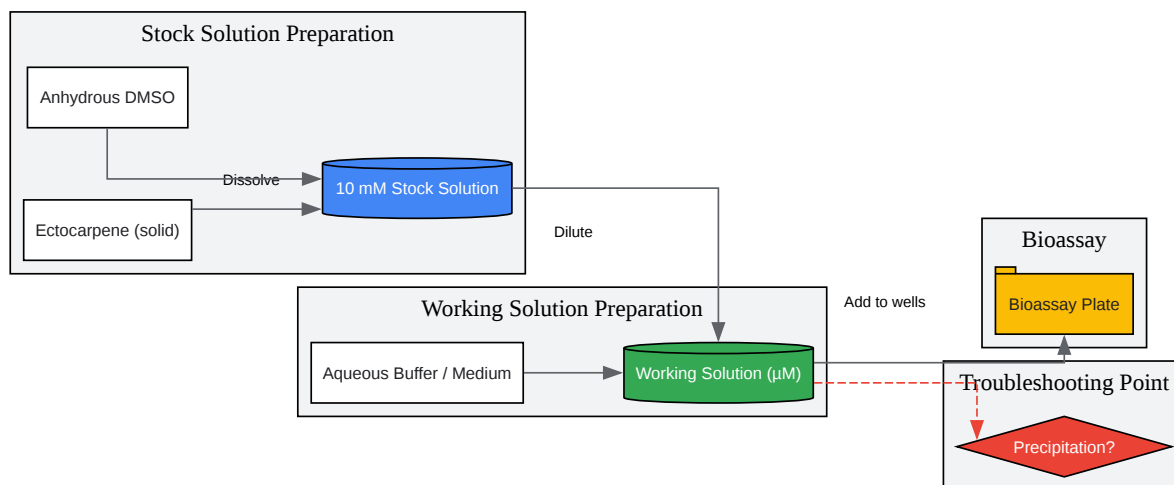 Stock Solution Preparation
Anhydrous DMSO
Dissolve
10 mM Stock Solution
Ectocarpene (solid)
Dilute
Working Solution Preparation
Aqueous Buffer / Medium
Working Solution (µM)
Add to wells
Bioassay
Bioassay Plate
Troubleshooting Point
Precipitation?